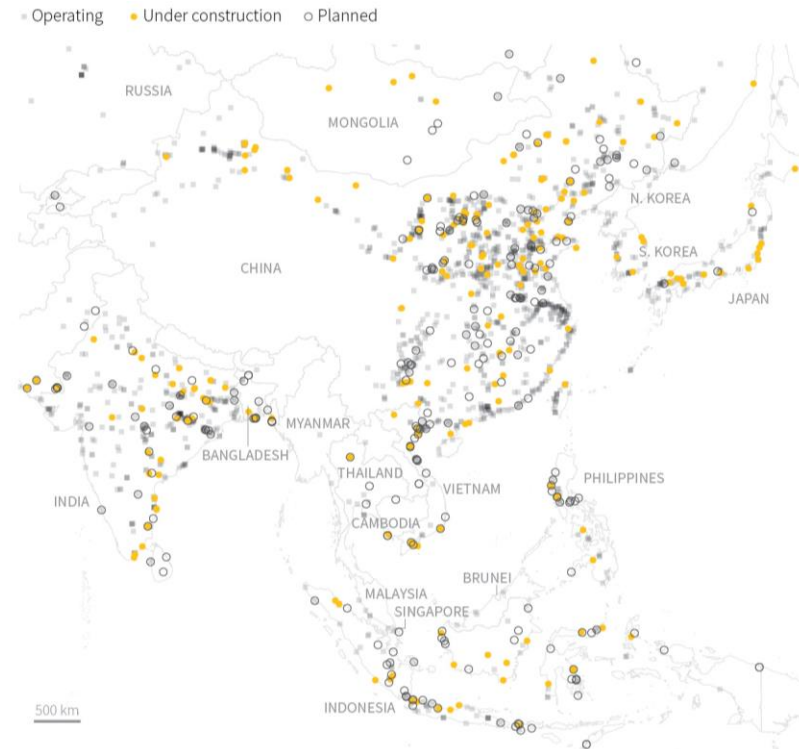 Operating Under construction Planned
RUSSIA
MONGOLIA
N. KOREA
S. KOREA
CHINA
JAPAN
MYANMAR
BANGLADESH
THAILAND
PHILIPPINES
VIETNAM
INDIA
CAMBODIA
BRUNEI
MALAYSIA
SINGAPORE
INDONESIA
500 km